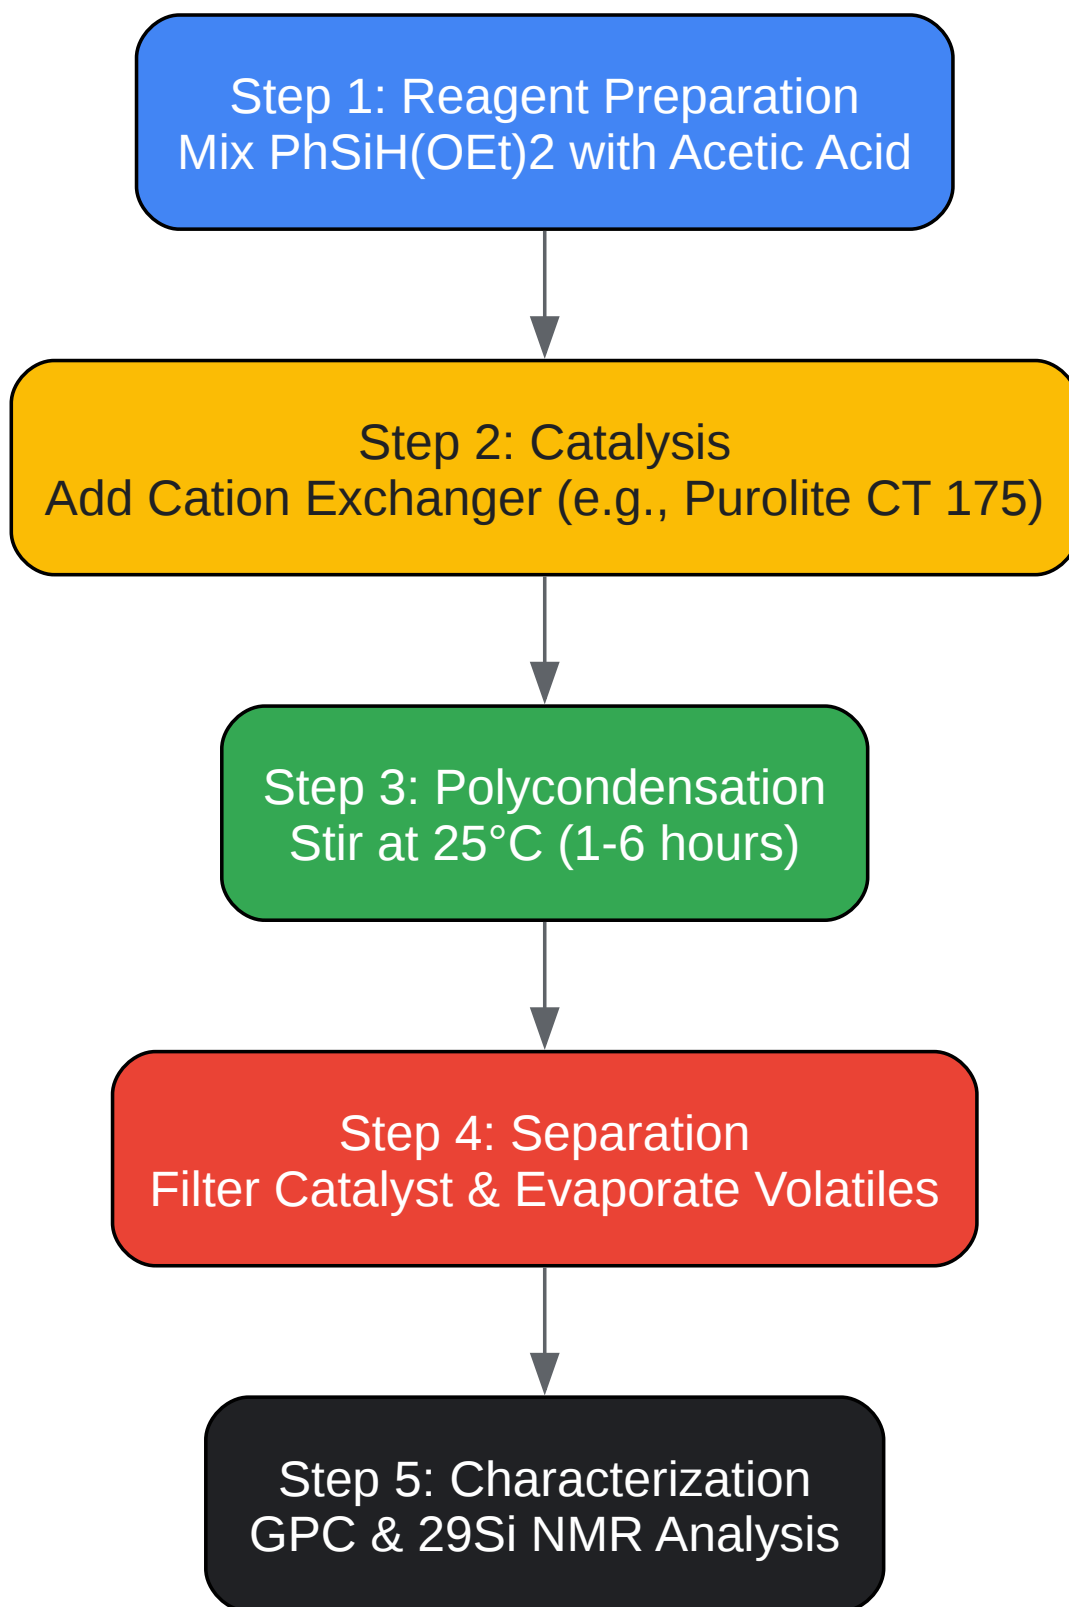 Step 1: Reagent Preparation
Mix PhSiH(OEt)2 with Acetic Acid
Step 2: Catalysis
Add Cation Exchanger (e.g., Purolite CT 175)
Step 3: Polycondensation
Stir at 25°C (1-6 hours)
Step 4: Separation
Filter Catalyst & Evaporate Volatiles
Step 5: Characterization
GPC & 29Si NMR Analysis